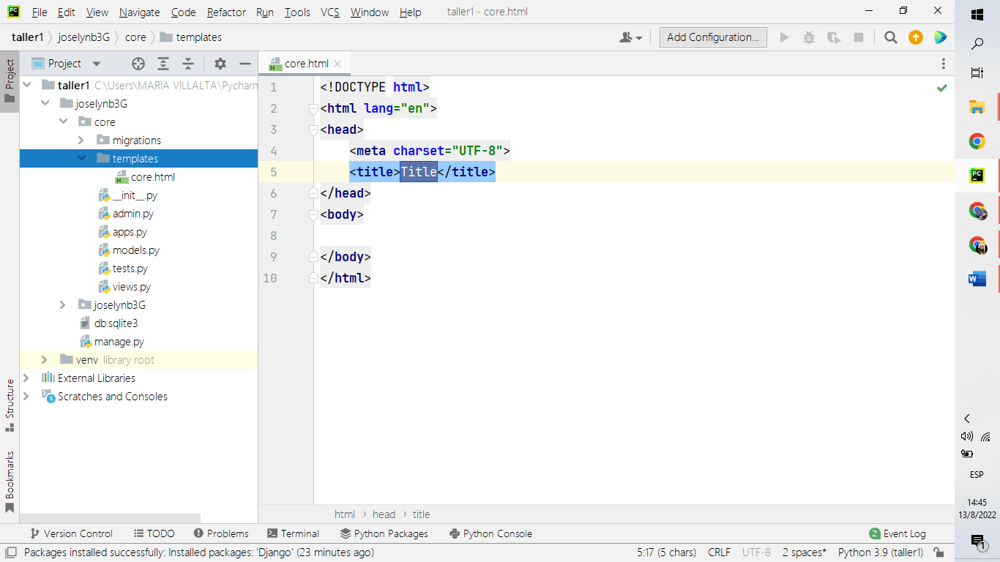 PC File Edit View Navigate Code Refactor Run Tools VCS Window Help taller1 - core.html
taller1 joselynb3G core templates Add Configuration...
Project
Project
core.html
taller1 C:\Users\MARIA VILLALTA\Pycharm
joselynb3G
core
migrations
templates
core.html
__init__.py
admin.py
apps.py
models.py
tests.py
views.py
joselynb3G
db.sqlite3
manage.py
venv library root
External Libraries
Scratches and Consoles
Structure
Bookmarks
1 <!DOCTYPE html>
2 <html lang="en">
3 <head>
4 <meta charset="UTF-8">
5 <title>Title</title>
6 </head>
7 <body>
8
9 </body>
10 </html>
html › head › title
Version Control TODO Problems Terminal Python Packages Python Console 2 Event Log
Packages installed successfully: Installed packages: 'Django' (23 minutes ago) 5:17 (5 chars) CRLF UTF-8 2 spaces* Python 3.9 (taller1)
PC
W
ESP
14:45
13/8/2022
1